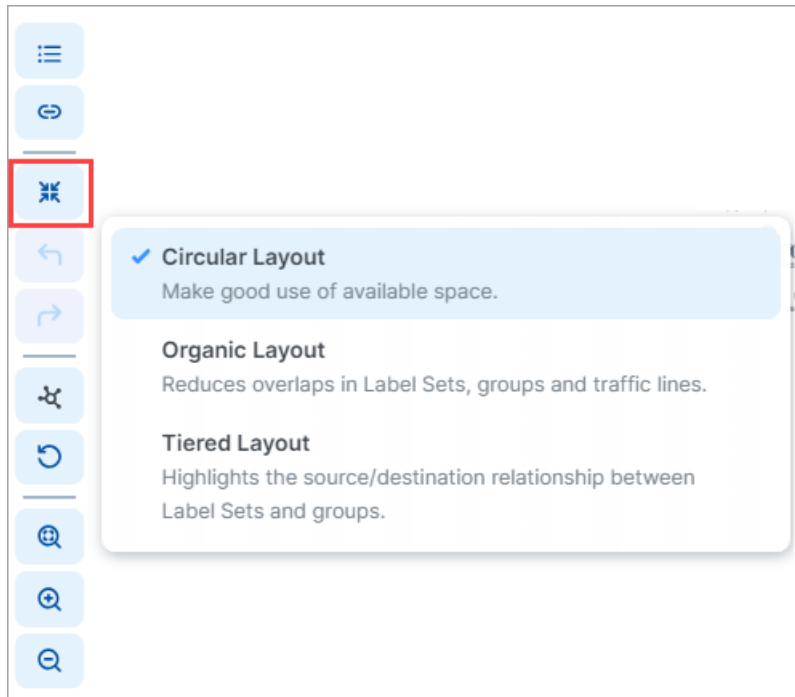 Circular Layout
Make good use of available space.
Organic Layout
Reduces overlaps in Label Sets, groups and traffic lines.
Tiered Layout
Highlights the source/destination relationship between
Label Sets and groups.